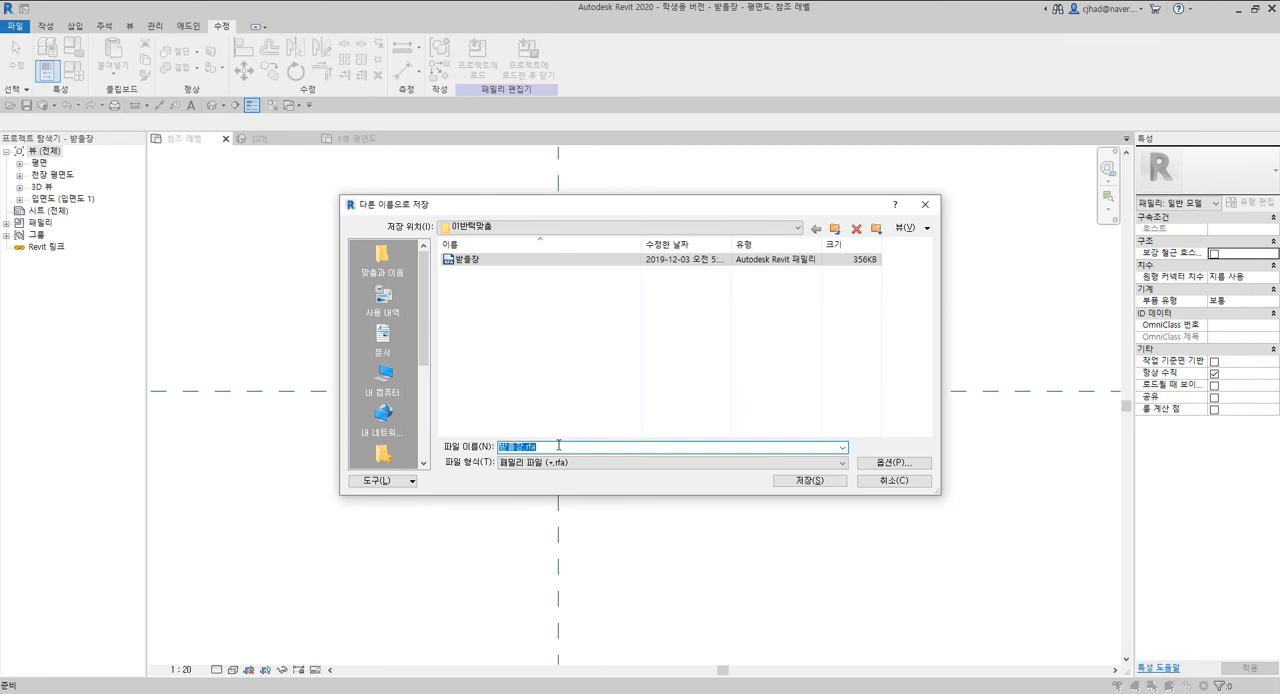 Autodesk Revit 2020 - 학생용 버전 - 받을장 - 평면도: 참조 레벨
cjhad@naver....
파일 작성 삽입 주석 뷰 관리 애드인 수정
수정
붙여넣기
절단
결합
프로젝트에 로드
프로젝트에 로드한 후 닫기
선택 특성 클립보드 형상 수정 측정 작성 패밀리 편집기
프로젝트 탐색기 - 받을장
참조 레벨
{3D}
1층 평면도
특성
뷰 (전체)
평면
천장 평면도
3D 뷰
입면도 (입면도 1)
시트 (전체)
패밀리
그룹
Revit 링크
다른 이름으로 저장
저장 위치(I):
이반턱맞춤
뷰(V)
이름 수정한 날짜 유형 크기
받을장 2019-12-03 오전 5:... Autodesk Revit 패밀리 356KB
맞춤과 이음
사용 내역
문서
내 컴퓨터
내 네트워...
파일 이름(N): 받을장.rfa
파일 형식(T): 패밀리 파일 (*.rfa)
옵션(P)...
도구(L)
저장(S)
취소(C)
패밀리: 일반 모델
유형 편집
구속조건
호스트
구조
보강 철근 호스...
치수
원형 커넥터 치수 지름 사용
기계
부품 유형 보통
ID 데이터
OmniClass 번호
OmniClass 제목
기타
작업 기준면 기반
항상 수직
로드될 때 보이...
공유
룸 계산 점
1 : 20
특성 도움말
적용
준비
:0